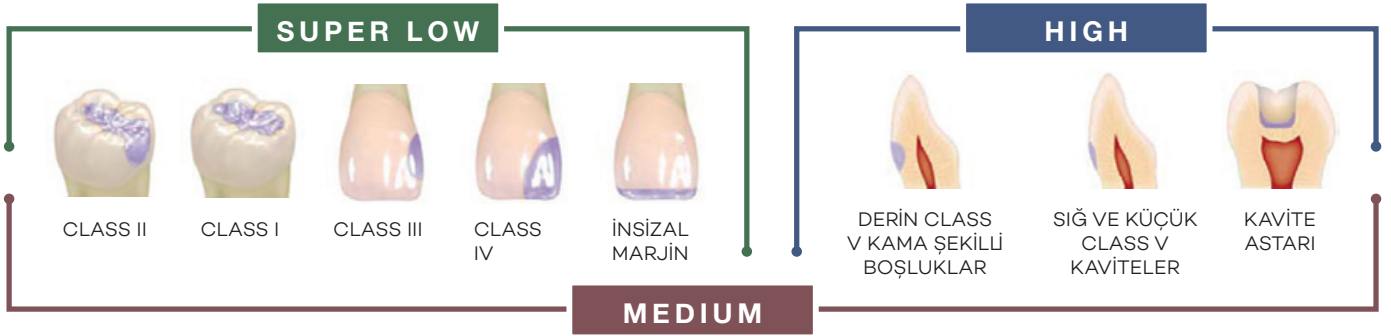 SUPER LOW
HIGH
CLASS II
CLASS I
CLASS III
CLASS
IV
İNSİZAL
MARJİN
DERİN CLASS
V KAMA ŞEKİLLİ
BOŞLUKLAR
SIĞ VE KÜÇÜK
CLASS V
KAVİTELER
KAVİTE
ASTARI
MEDIUM